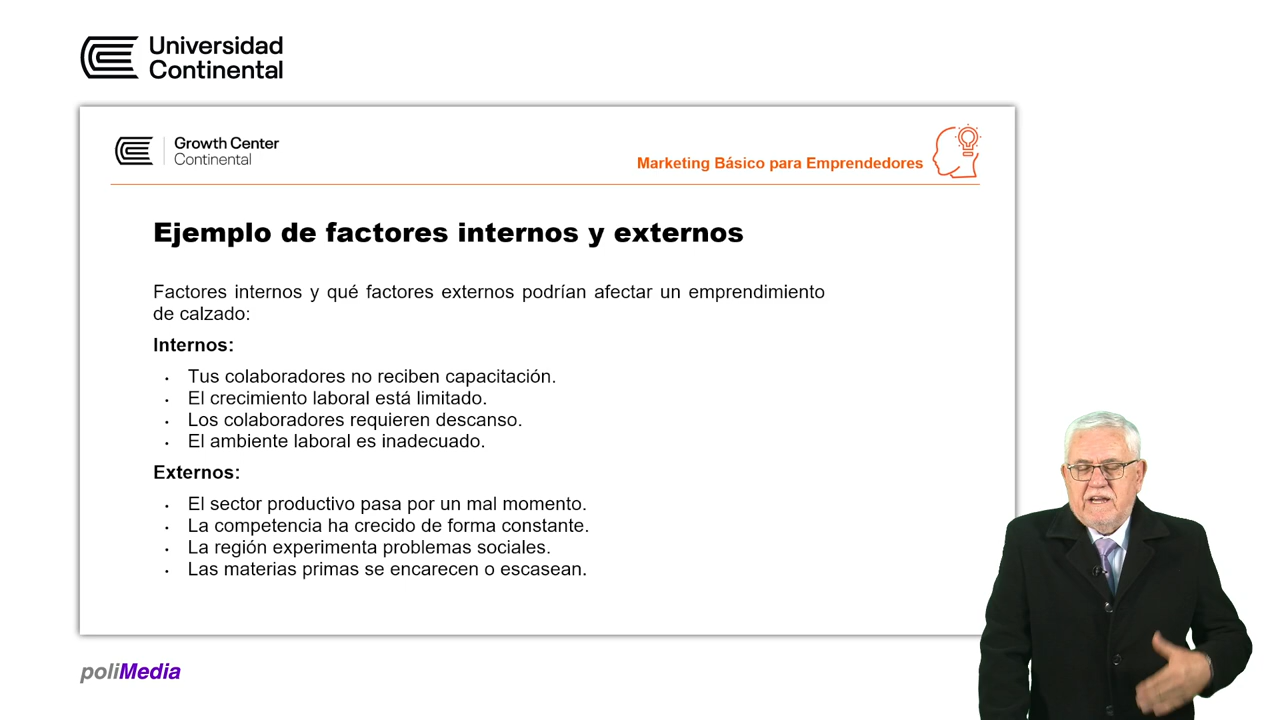 Universidad
Continental
Growth Center
Continental
Marketing Básico para Emprendedores
Ejemplo de factores internos y externos
Factores internos y qué factores externos podrían afectar un emprendimiento
de calzado:
Internos:
• Tus colaboradores no reciben capacitación.
• El crecimiento laboral está limitado.
• Los colaboradores requieren descanso.
• El ambiente laboral es inadecuado.
Externos:
• El sector productivo pasa por un mal momento.
• La competencia ha crecido de forma constante.
• La región experimenta problemas sociales.
• Las materias primas se encarecen o escasean.
poliMedia